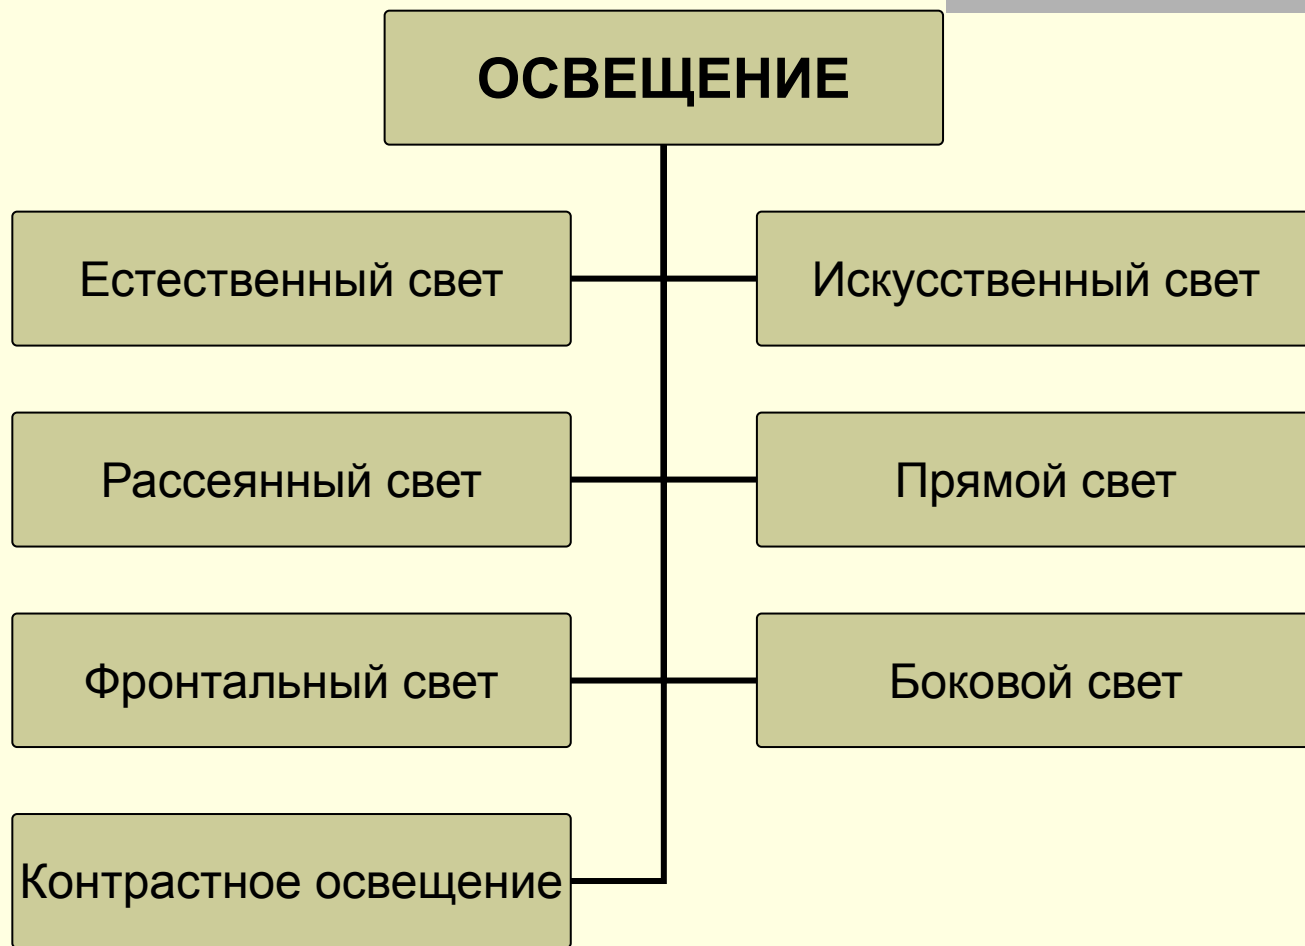 ОСВЕЩЕНИЕ
Естественный свет
Искусственный свет
Рассеянный свет
Прямой свет
Фронтальный свет
Боковой свет
Контрастное освещение